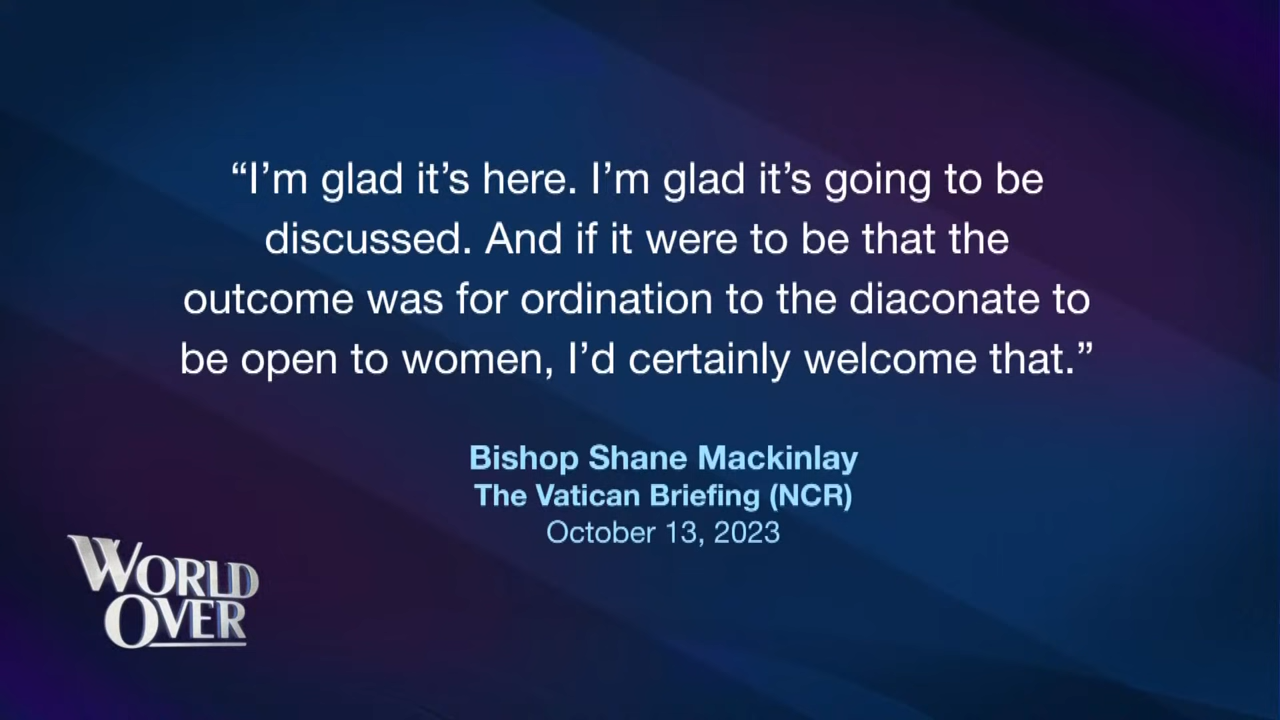 “I’m glad it’s here. I’m glad it’s going to be
discussed. And if it were to be that the
outcome was for ordination to the diaconate to
be open to women, I’d certainly welcome that.”
Bishop Shane Mackinlay
The Vatican Briefing (NCR)
October 13, 2023
WORLD
OVER